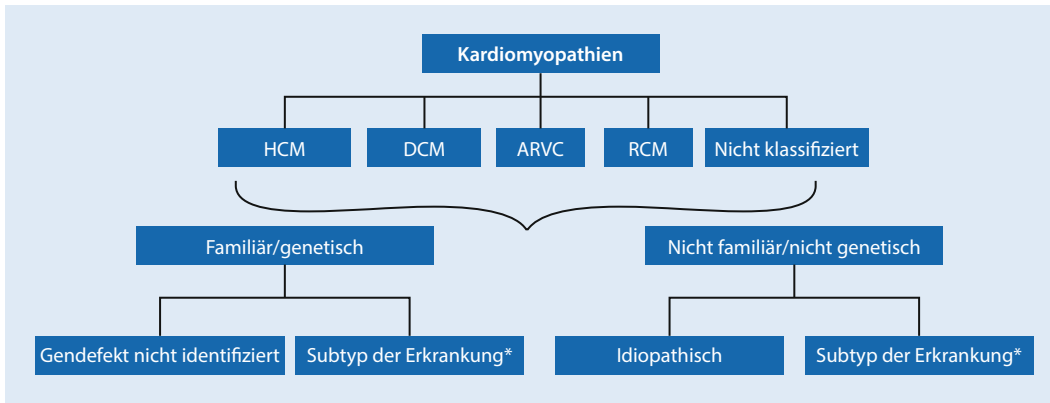 Kardiomyopathien
HCM
DCM
ARVC
RCM
Nicht klassifiziert
Familiär/genetisch
Nicht familiär/nicht genetisch
Gendefekt nicht identifiziert
Subtyp der Erkrankung*
Idiopathisch
Subtyp der Erkrankung*